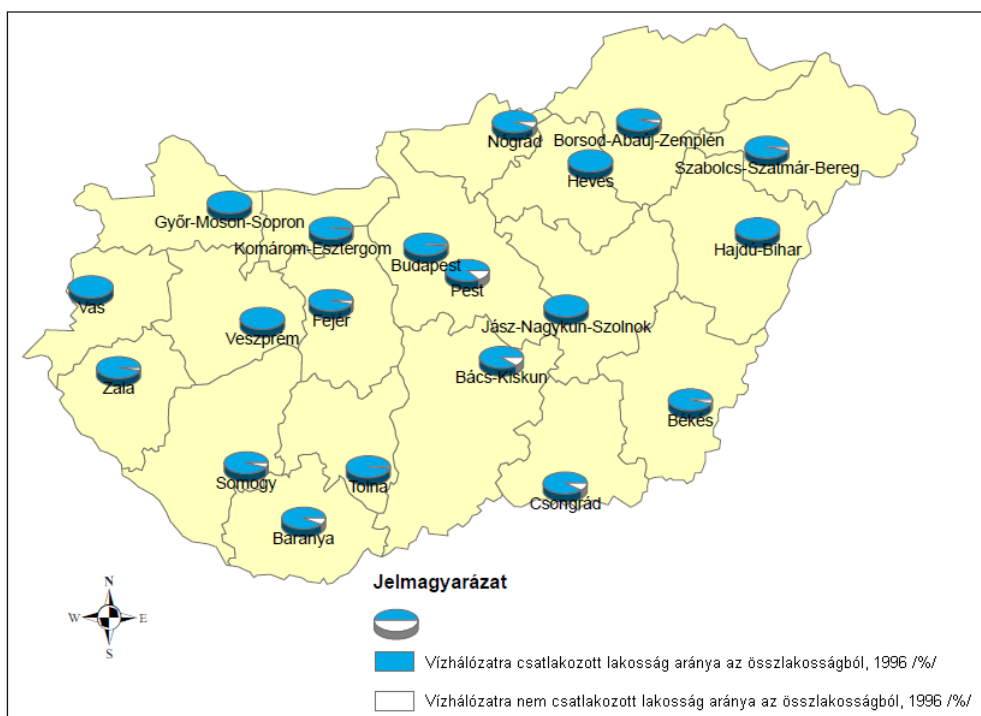 Nógrád
Borsod-Abaúj-Zemplén
Heves
Szabolcs-Szatmár-Bereg
Győr-Moson-Sopron
Komárom-Esztergom
Budapest
Hajdú-Bihar
Pest
Vas
Fejér
Veszprém
Jász-Nagykun-Szolnok
Bács-Kiskun
Zala
Békés
Somogy
Tolna
Csongrád
Baranya
Jelmagyarázat
N
W E
S
Vízhálózatra csatlakozott lakosság aránya az összlakosságból, 1996 /%/
Vízhálózatra nem csatlakozott lakosság aránya az összlakosságból, 1996 /%/